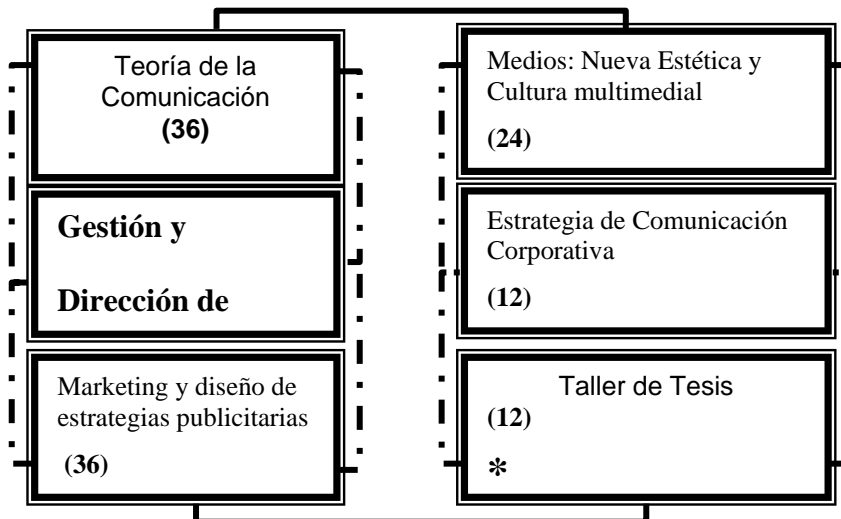 Teoría de la
Comunicación
(36)
Gestión y
Dirección de
Marketing y diseño de
estrategias publicitarias
(36)
Medios: Nueva Estética y
Cultura multimedial
(24)
Estrategia de Comunicación
Corporativa
(12)
Taller de Tesis
(12)
*